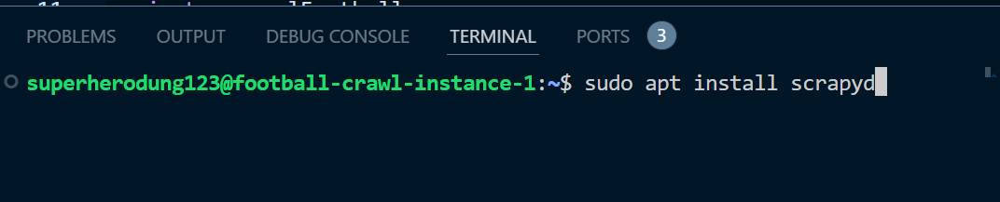 PROBLEMS OUTPUT DEBUG CONSOLE TERMINAL PORTS 3
superherodung123@football-crawl-instance-1:~$ sudo apt install scrapyd